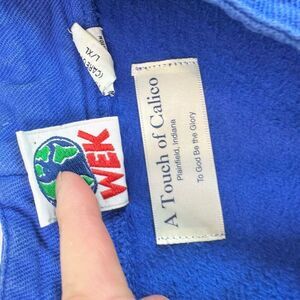 L/XL
WEK
A Touch of Calico
Plainfield, Indiana
To God Be the Glory